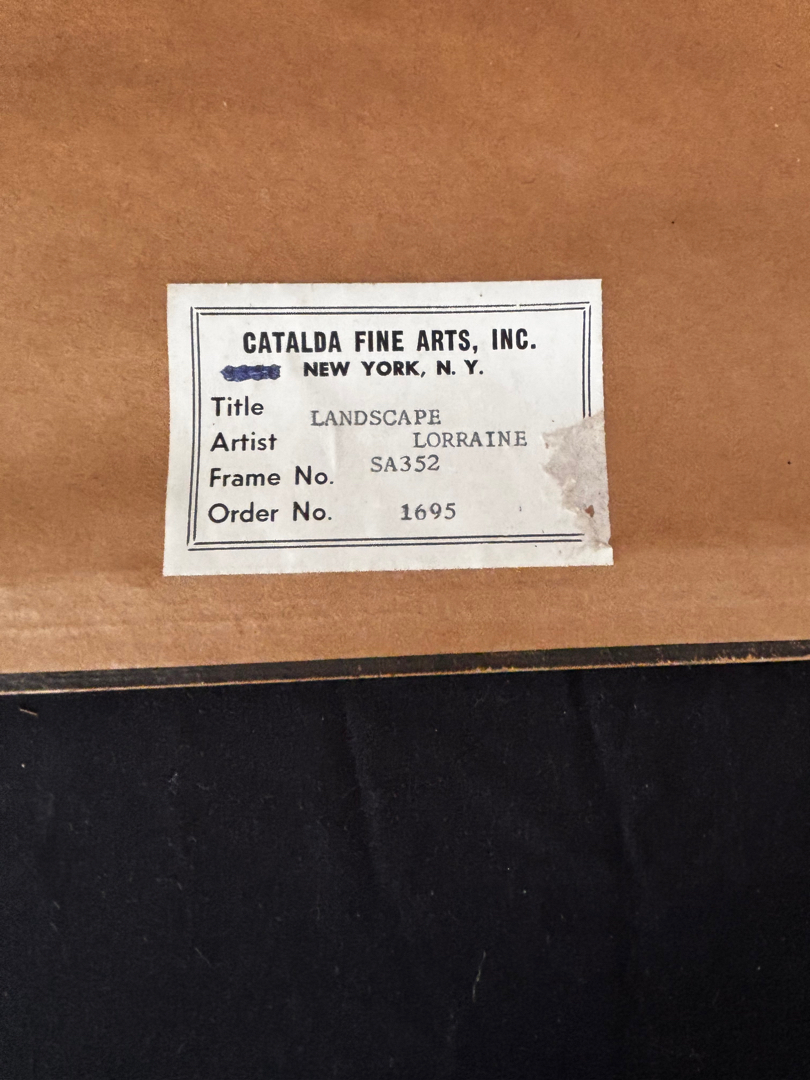 CATALDA FINE ARTS, INC.
NEW YORK, N. Y.
Title LANDSCAPE
Artist LORRAINE
Frame No. SA352
Order No. 1695